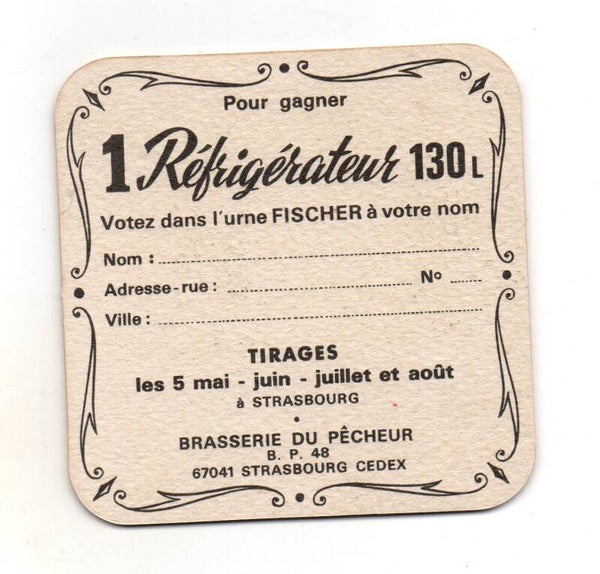 Pour gagner
1 Réfrigérateur 130 L
Votez dans l'urne FISCHER à votre nom
Nom :
Adresse-rue : N°
Ville :
TIRAGES
les 5 mai - juin - juillet et août
à STRASBOURG
BRASSERIE DU PÊCHEUR
B. P. 48
67041 STRASBOURG CEDEX